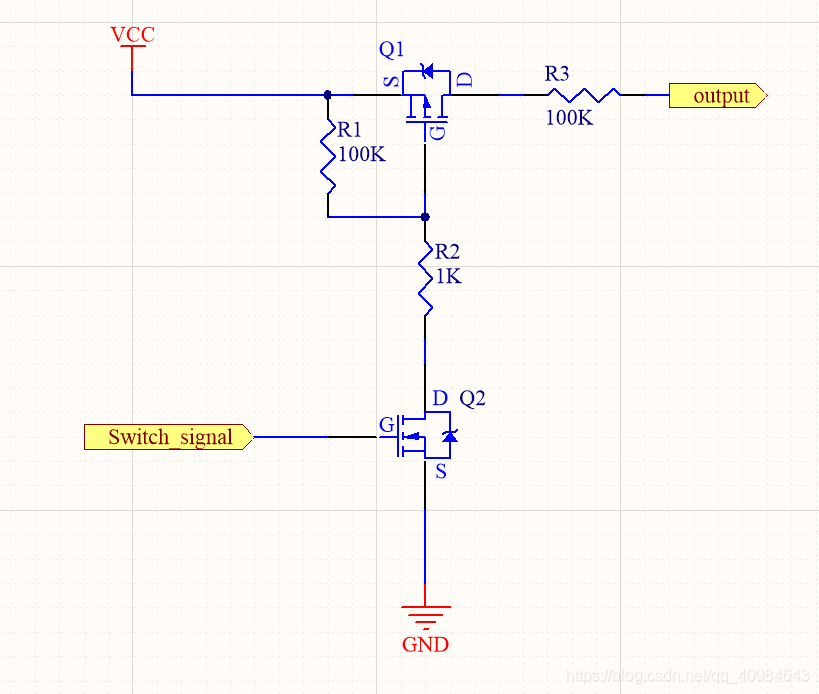 VCC
Q1
S
D
G
R3
100K
output
R1
100K
R2
1K
D
Q2
G
S
Switch_signal
GND
https://blog.csdn.net/qq_40984643